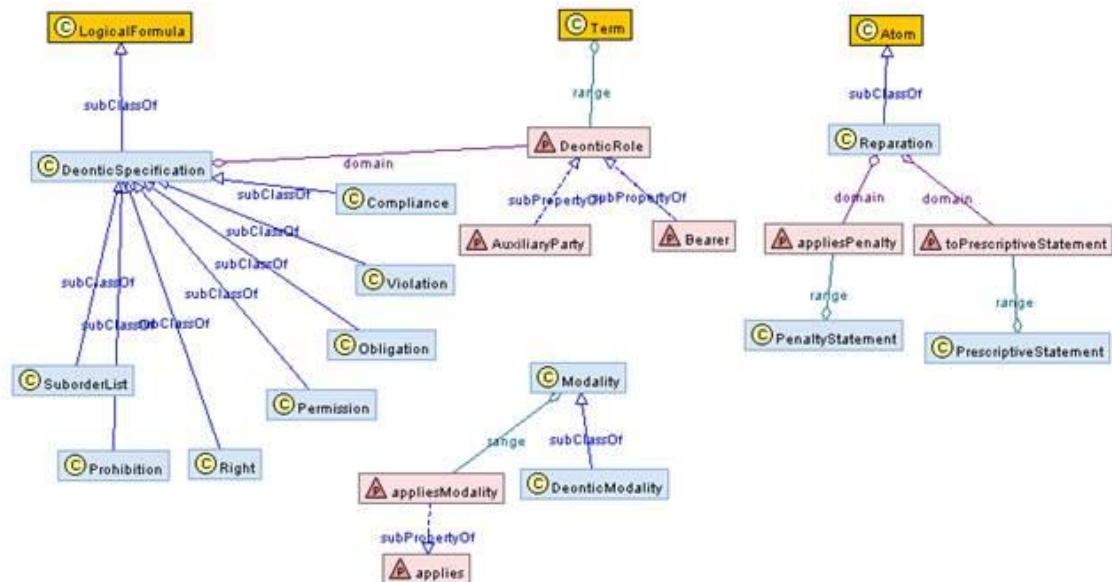 C LogicalFormula
C Term
C Atom
subClassOf
range
subClassOf
C DeonticSpecification
P DeonticRole
C Reparation
domain
subClassOf
C Compliance
subPropertyOf
subPropertyOf
domain
domain
P AuxiliaryParty
P Bearer
P appliesPenalty
P toPrescriptiveStatement
subClassOf
C Violation
subClassOf
subClassOf
range
range
subClassOf
subClassOf
C Obligation
C PenaltyStatement
C PrescriptiveStatement
C SuborderList
C Permission
C Modality
range
subClassOf
C Prohibition
C Right
P appliesModality
C DeonticModality
subPropertyOf
P applies